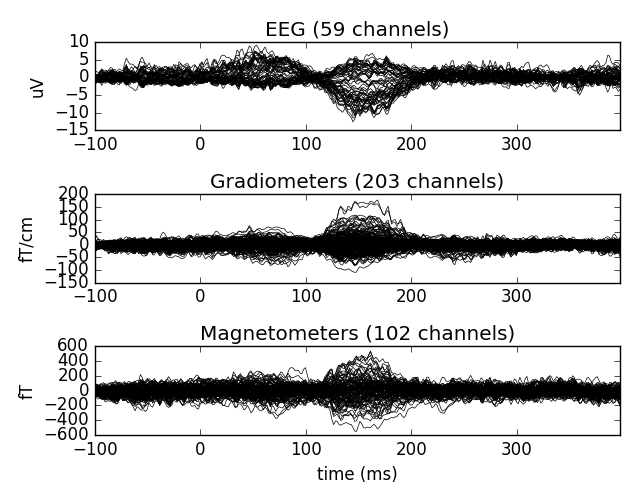 EEG (59 channels)
10
5
0
−5
−10
−15
uV
−100 0 100 200 300
Gradiometers (203 channels)
200
150
100
50
0
−50
−100
−150
fT/cm
−100 0 100 200 300
Magnetometers (102 channels)
600
400
200
0
−200
−400
−600
fT
−100 0 100 200 300
time (ms)